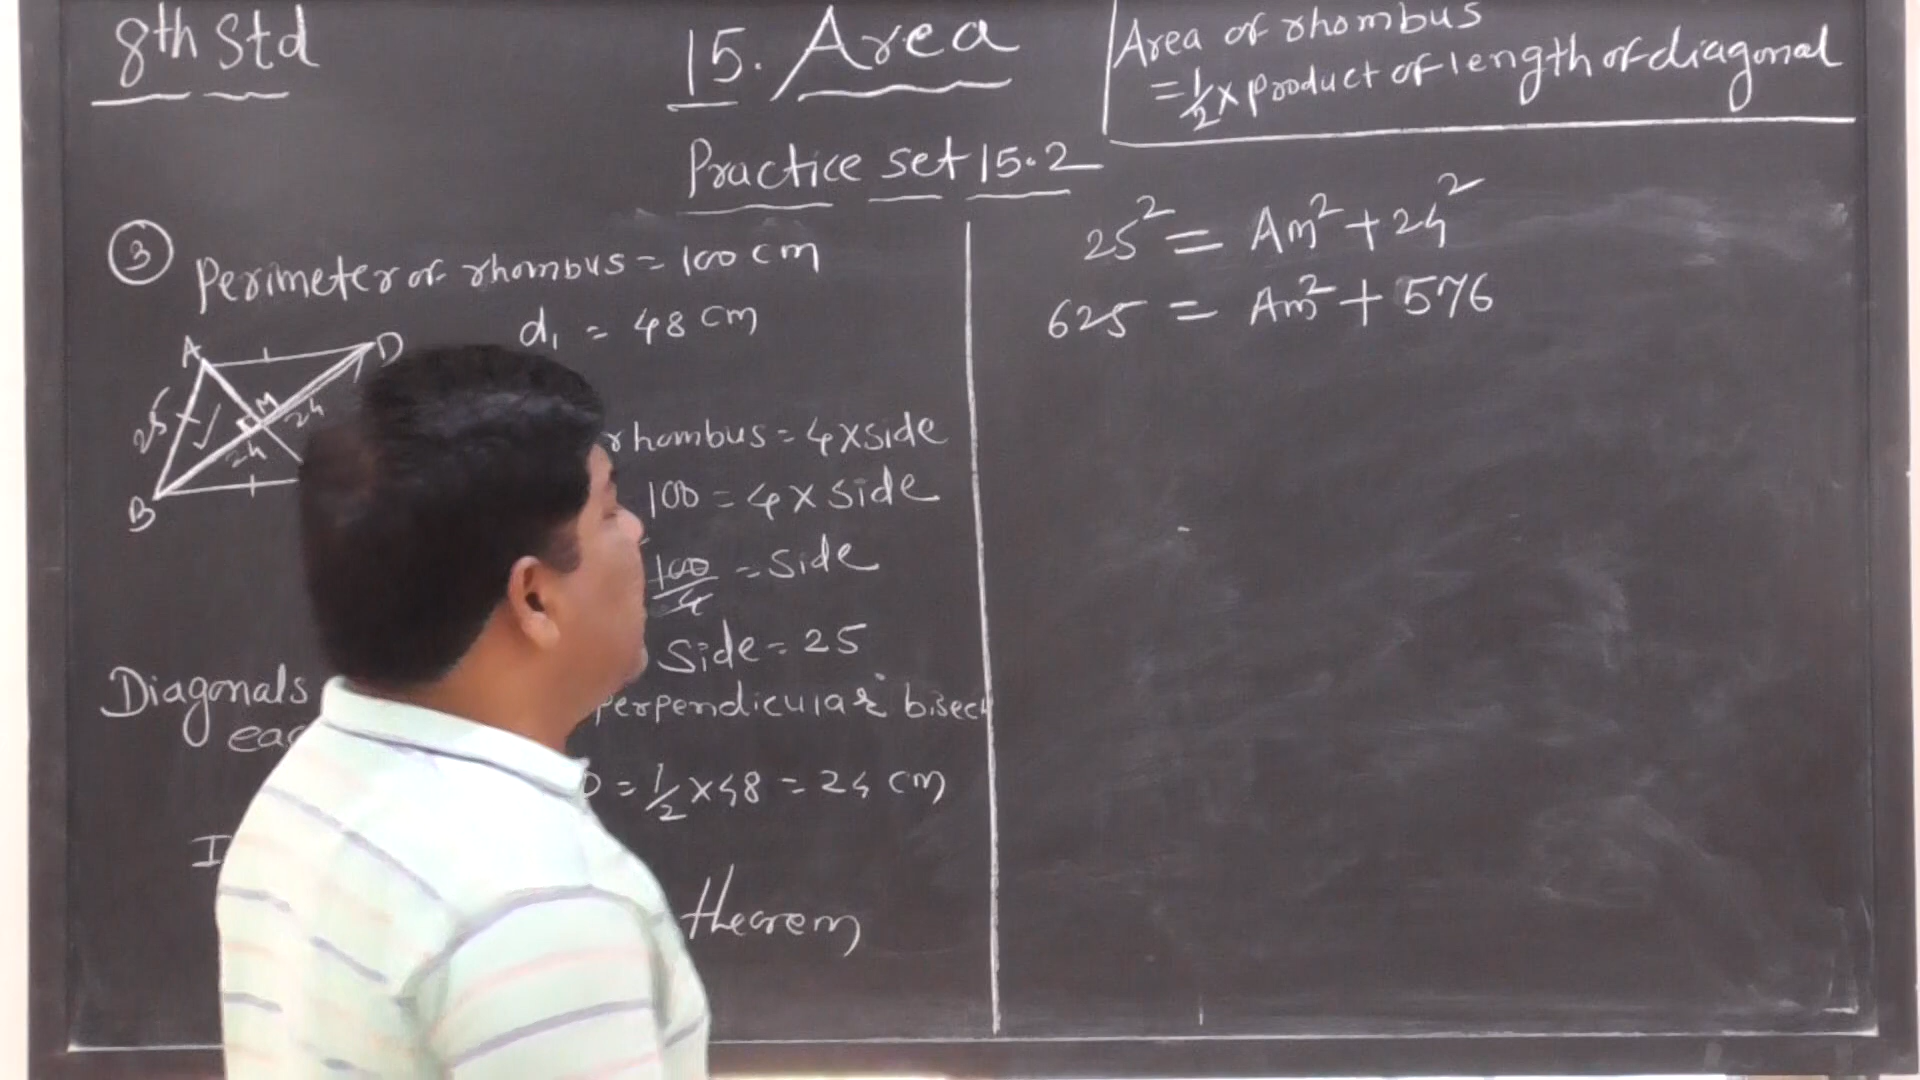 8th Std
15. Area
Practice set 15.2
Area of rhombus
= 1/2 × product of length of diagonal
③ Perimeter of rhombus = 100 cm
d₁ = 48 cm
A D
25 M 24
24
B
rhombus = 4 × side
100 = 4 × side
100/4 = side
Side = 25
Diagonals perpendicular bisect
D = 1/2 × 48 = 24 cm
theorem
25² = Am² + 24²
625 = Am² + 576